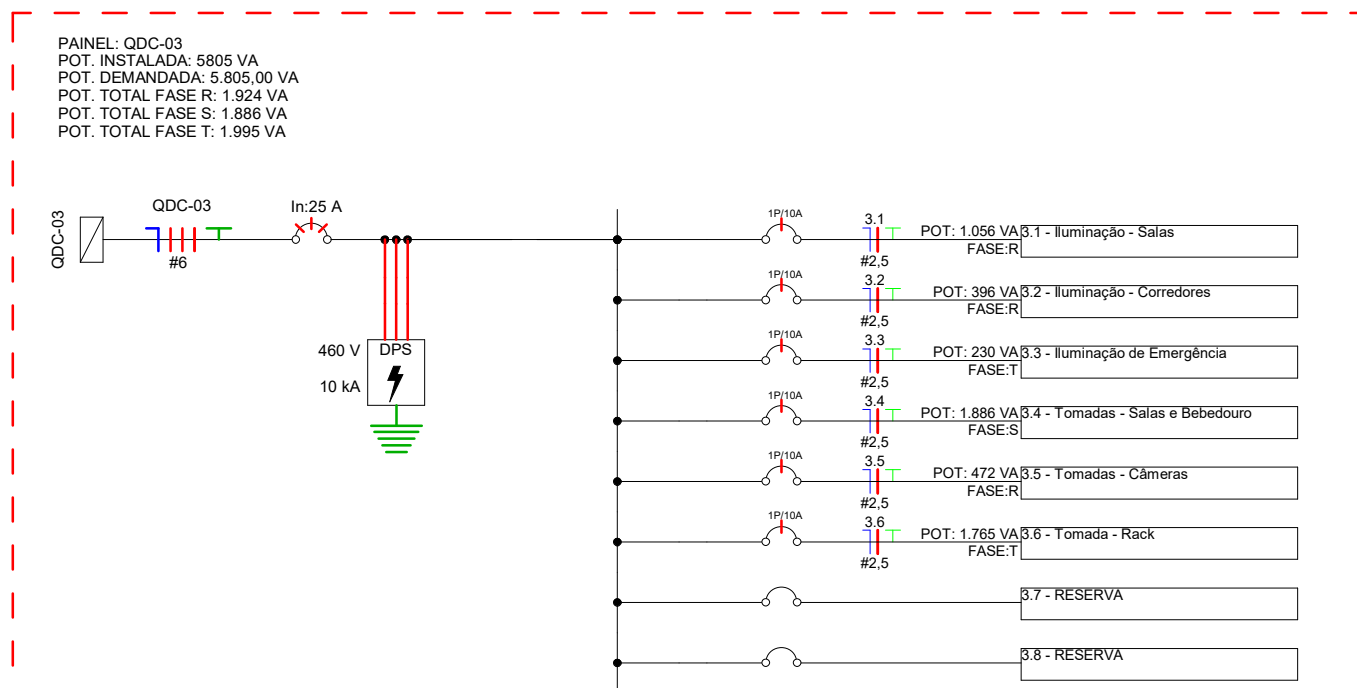 PAINEL: QDC-03
POT. INSTALADA: 5805 VA
POT. DEMANDADA: 5.805,00 VA
POT. TOTAL FASE R: 1.924 VA
POT. TOTAL FASE S: 1.886 VA
POT. TOTAL FASE T: 1.995 VA
QDC-03
QDC-03
#6
In:25 A
460 V
10 kA
DPS
1P/10A
3.1
#2,5
POT: 1.056 VA
FASE:R
3.1 - Iluminação - Salas
1P/10A
3.2
#2,5
POT: 396 VA
FASE:R
3.2 - Iluminação - Corredores
1P/10A
3.3
#2,5
POT: 230 VA
FASE:T
3.3 - Iluminação de Emergência
1P/10A
3.4
#2,5
POT: 1.886 VA
FASE:S
3.4 - Tomadas - Salas e Bebedouro
1P/10A
3.5
#2,5
POT: 472 VA
FASE:R
3.5 - Tomadas - Câmeras
1P/10A
3.6
#2,5
POT: 1.765 VA
FASE:T
3.6 - Tomada - Rack
3.7 - RESERVA
3.8 - RESERVA